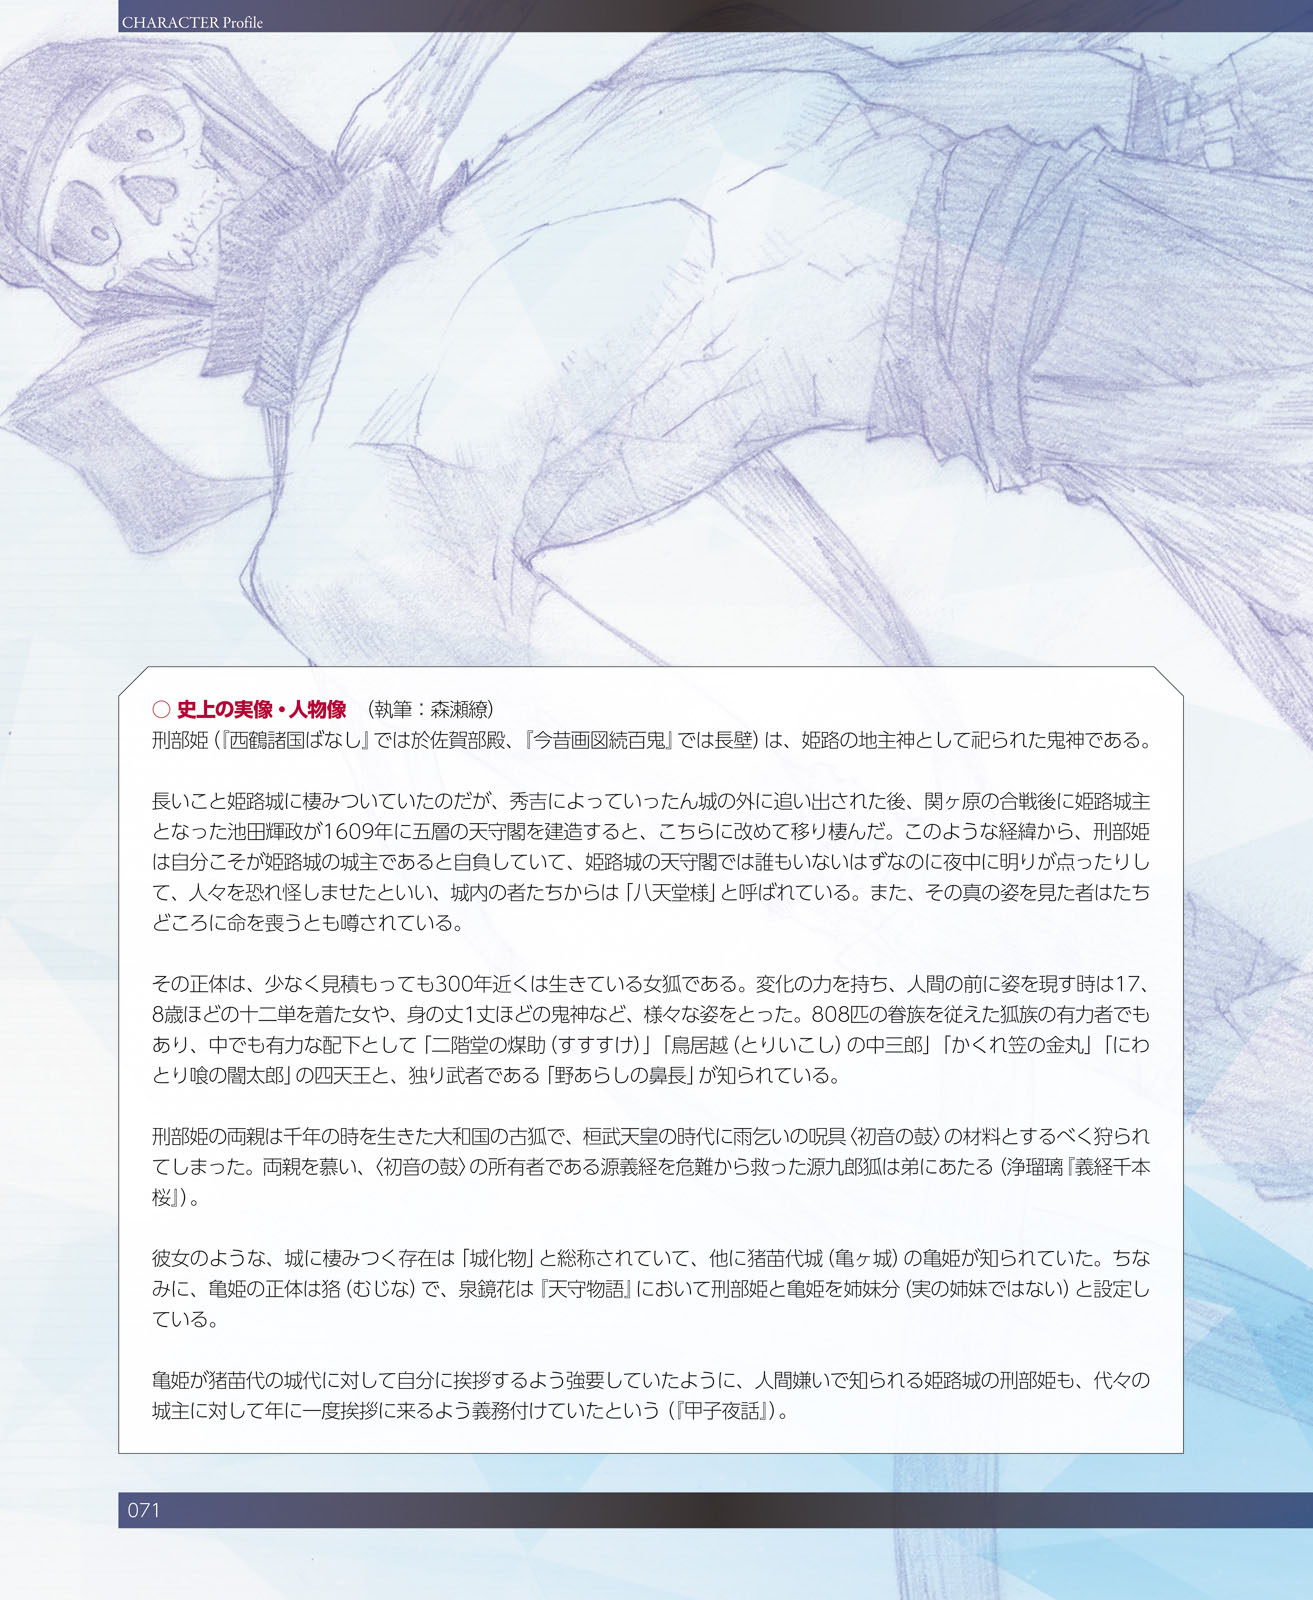 CHARACTER Profile
○ 史上の実像・人物像 (執筆：森瀬繚)
刑部姫(『西鶴諸国ばなし』では於佐賀部殿、『今昔画図続百鬼』では長壁)は、姫路の地主神として祀られた鬼神である。
長いこと姫路城に棲みついていたのだが、秀吉によっていったん城の外に追い出された後、関ヶ原の合戦後に姫路城主
となった池田輝政が1609年に五層の天守閣を建造すると、こちらに改めて移り棲んだ。このような経緯から、刑部姫
は自分こそが姫路城の城主であると自負していて、姫路城の天守閣では誰もいないはずなのに夜中に明りが点ったりし
て、人々を恐れ怪しませたといい、城内の者たちからは「八天堂様」と呼ばれている。また、その真の姿を見た者はたち
どころに命を喪うとも噂されている。
その正体は、少なく見積もっても300年近くは生きている女狐である。変化の力を持ち、人間の前に姿を現す時は17、
8歳ほどの十二単を着た女や、身の丈1丈ほどの鬼神など、様々な姿をとった。808匹の眷族を従えた狐族の有力者でも
あり、中でも有力な配下として「二階堂の煤助(すすすけ)」「鳥居越(とりいこし)の中三郎」「かくれ笠の金丸」「にわ
とり喰の闇太郎」の四天王と、独り武者である「野あらしの鼻長」が知られている。
刑部姫の両親は千年の時を生きた大和国の古狐で、桓武天皇の時代に雨乞いの呪具〈初音の鼓〉の材料とするべく狩られ
てしまった。両親を慕い、〈初音の鼓〉の所有者である源義経を危難から救った源九郎狐は弟にあたる(浄瑠璃『義経千本
桜』)。
彼女のような、城に棲みつく存在は「城化物」と総称されていて、他に猪苗代城(亀ヶ城)の亀姫が知られていた。ちな
みに、亀姫の正体は狢(むじな)で、泉鏡花は『天守物語』において刑部姫と亀姫を姉妹分(実の姉妹ではない)と設定し
ている。
亀姫が猪苗代の城代に対して自分に挨拶するよう強要していたように、人間嫌いで知られる姫路城の刑部姫も、代々の
城主に対して年に一度挨拶に来るよう義務付けていたという(『甲子夜話』)。
071